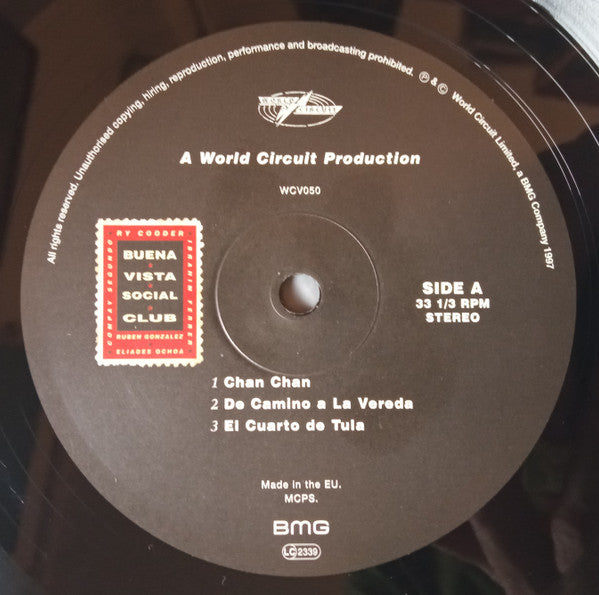 All rights reserved. Unauthorised copying, hiring, reproduction, performance and broadcasting prohibited. ℗ & © World Circuit Limited, a BMG Company 1997
WORLD
CIRCUIT
A World Circuit Production
WCV050
RY COODER
COMPAY SEGUNDO
IBRAHIM FERRER
BUENA
VISTA
SOCIAL
CLUB
RUBEN GONZALEZ
ELIADES OCHOA
SIDE A
33 1/3 RPM
STEREO
1 Chan Chan
2 De Camino a La Vereda
3 El Cuarto de Tula
Made in the EU.
MCPS.
BMG
LC 2339